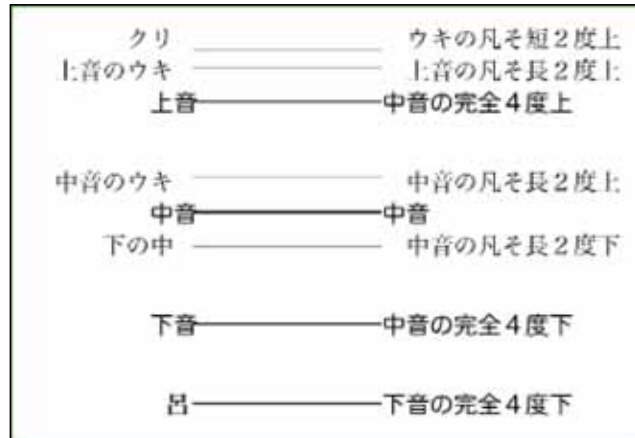 クリ ウキの凡そ短２度上
上音のウキ 上音の凡そ長２度上
上音 中音の完全４度上
中音のウキ 中音の凡そ長２度上
中音 中音
下の中 中音の凡そ長２度下
下音 中音の完全４度下
呂 下音の完全４度下